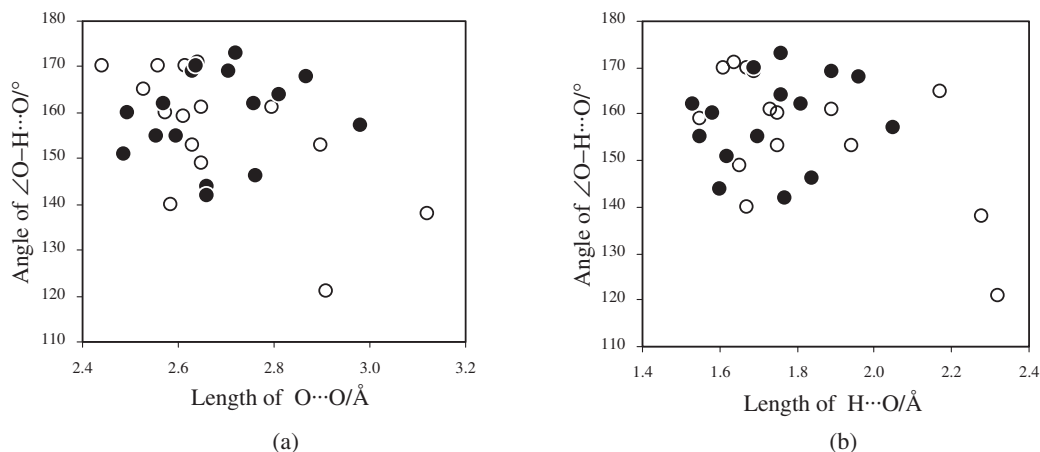 180
170
160
150
140
130
120
110
Angle of ∠O–H···O/°
2.4 2.6 2.8 3.0 3.2
Length of O···O/Å
(a)
180
170
160
150
140
130
120
110
Angle of ∠O–H···O/°
1.4 1.6 1.8 2.0 2.2 2.4
Length of H···O/Å
(b)